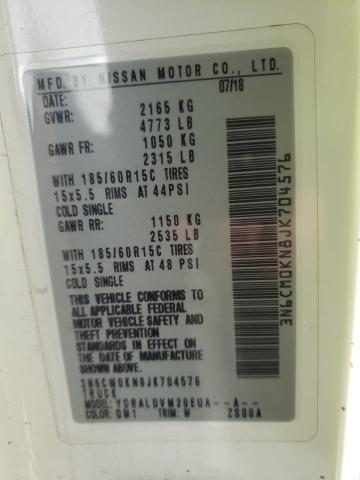 MFD. BY NISSAN MOTOR CO., LTD.
DATE: 07/18
GVWR: 2165 KG
4773 LB
GAWR FR: 1050 KG
2315 LB
WITH 185/60R15C TIRES
15x5.5 RIMS AT 44PSI
COLD SINGLE
GAWR RR: 1150 KG
2535 LB
WITH 185/60R15C TIRES
15x5.5 RIMS AT 48 PSI
COLD SINGLE
THIS VEHICLE CONFORMS TO
ALL APPLICABLE FEDERAL
MOTOR VEHICLE SAFETY AND
THEFT PREVENTION
STANDARDS IN EFFECT ON
THE DATE OF MANUFACTURE
SHOWN ABOVE.
3N6CM0KN8JK704576
TRUCK
MODEL: YDRALDVM20EUA--A--
COLOR: QM1 TRIM: W ZS00A
3N6CM0KN8JK704576